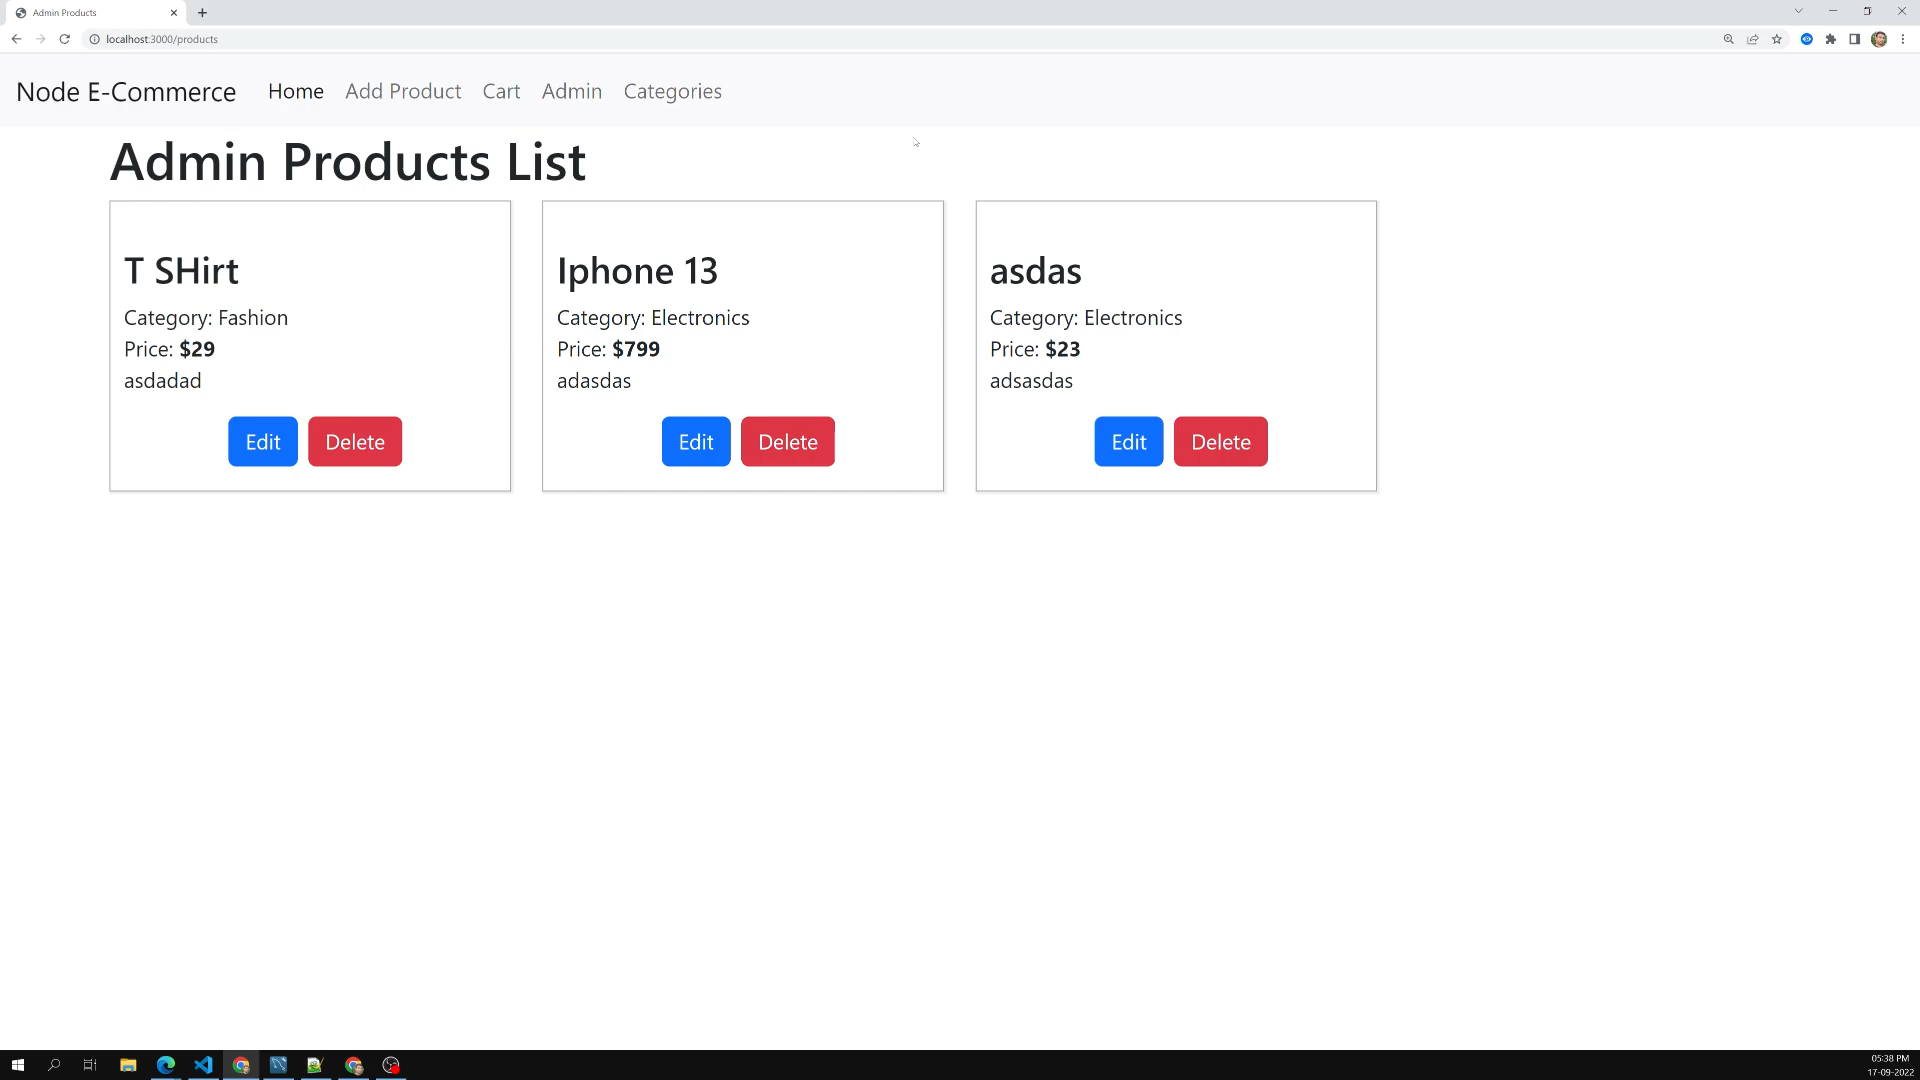 Admin Products
localhost:3000/products
Node E-Commerce Home Add Product Cart Admin Categories
Admin Products List
T SHirt
Category: Fashion
Price: $29
asdadad
Edit Delete
Iphone 13
Category: Electronics
Price: $799
adasdas
Edit Delete
asdas
Category: Electronics
Price: $23
adsasdas
Edit Delete
05:38 PM
17-09-2022